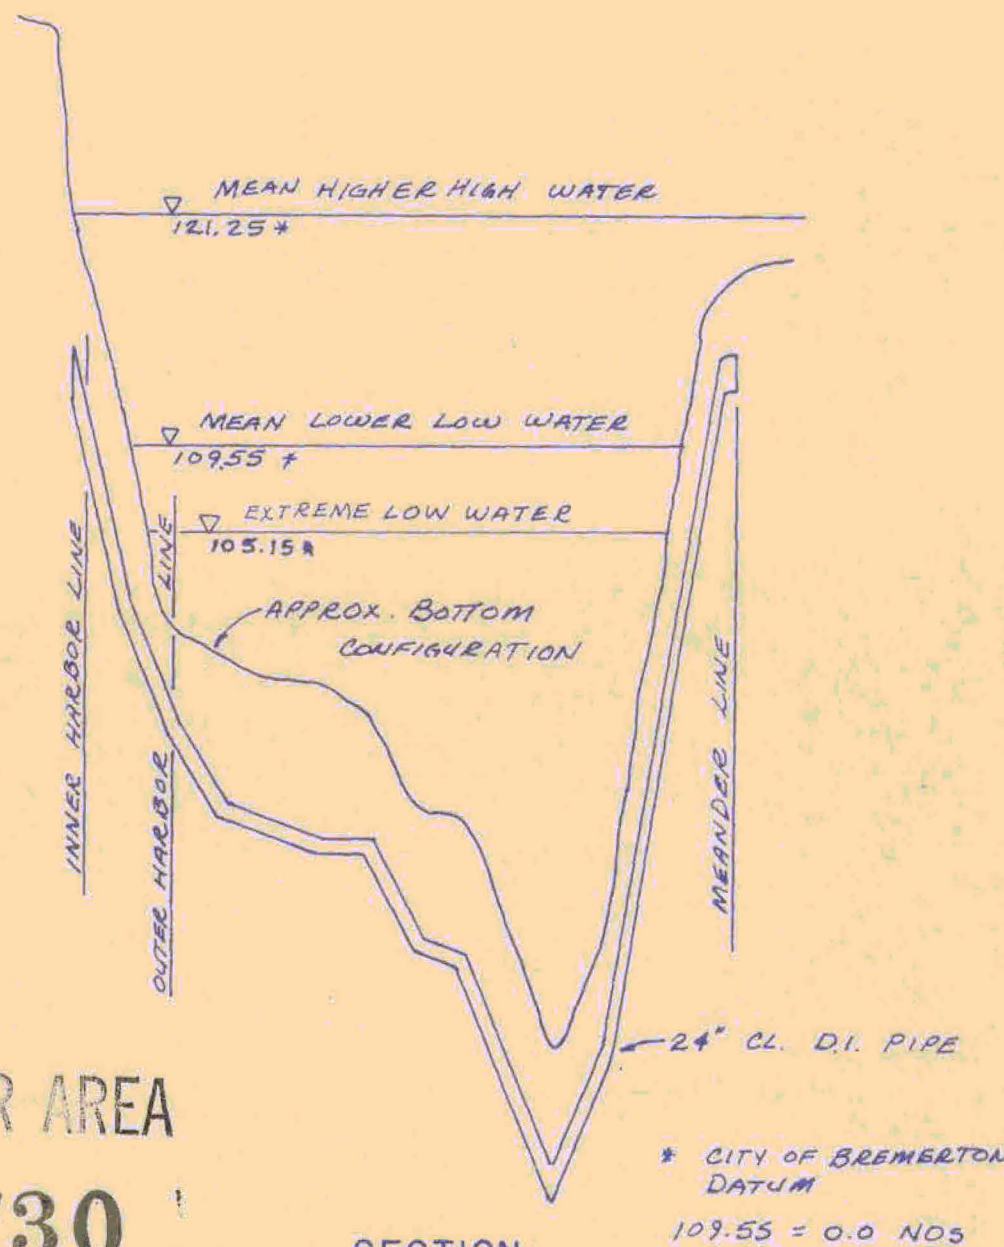 MEAN HIGHER HIGH WATER
121.25 *
MEAN LOWER LOW WATER
109.55 *
EXTREME LOW WATER
105.15 *
APPROX. BOTTOM
CONFIGURATION
INNER HARBOR LINE
OUTER HARBOR LINE
MEANDER LINE
24" CL. D.I. PIPE
R AREA
730
* CITY OF BREMERTON
DATUM
109.55 = 0.0 NOS
SECTION